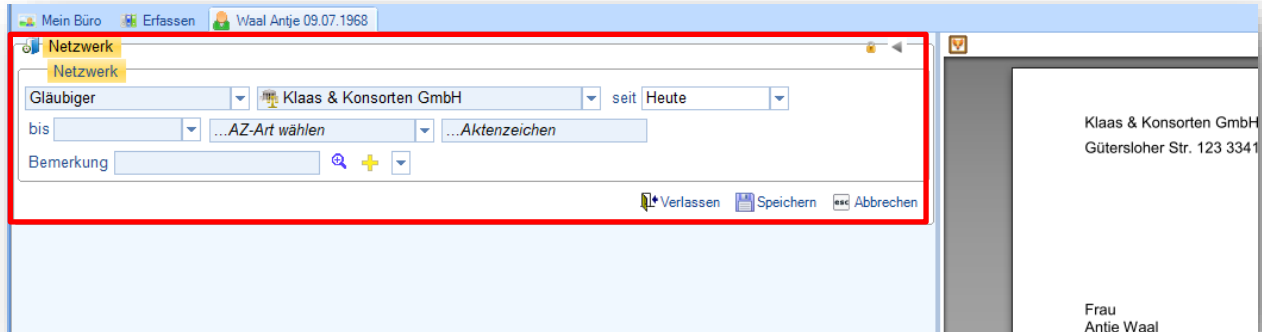 Mein Büro Erfassen Waal Antje 09.07.1968
Netzwerk
Netzwerk
Gläubiger Klaas & Konsorten GmbH seit Heute
bis ...AZ-Art wählen ...Aktenzeichen
Bemerkung
Verlassen Speichern esc Abbrechen
Klaas & Konsorten GmbH
Gütersloher Str. 123 3341
Frau
Antje Waal